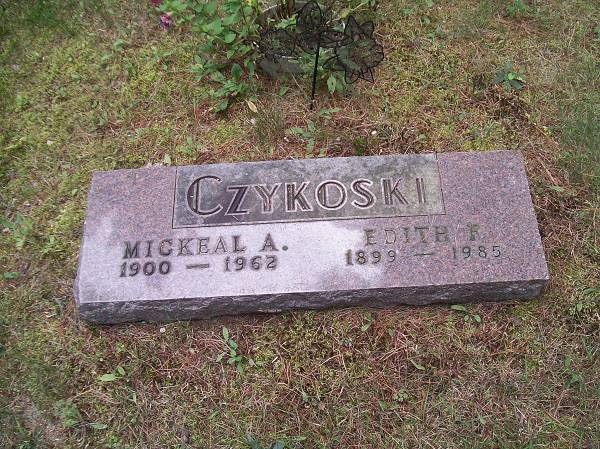 CZYKOSKI
MICKEAL A.
1900 — 1962
EDITH F.
1899 — 1985